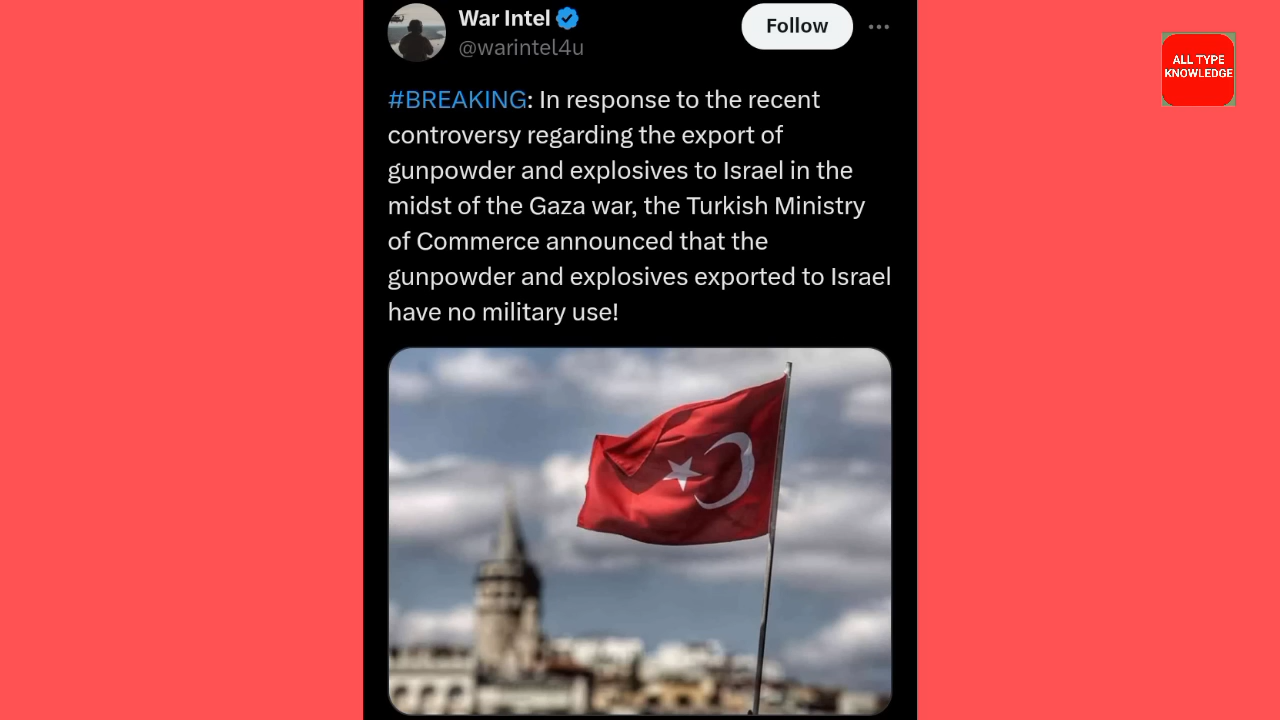 War Intel
@warintel4u
Follow
ALL TYPE
KNOWLEDGE
#BREAKING: In response to the recent
controversy regarding the export of
gunpowder and explosives to Israel in the
midst of the Gaza war, the Turkish Ministry
of Commerce announced that the
gunpowder and explosives exported to Israel
have no military use!